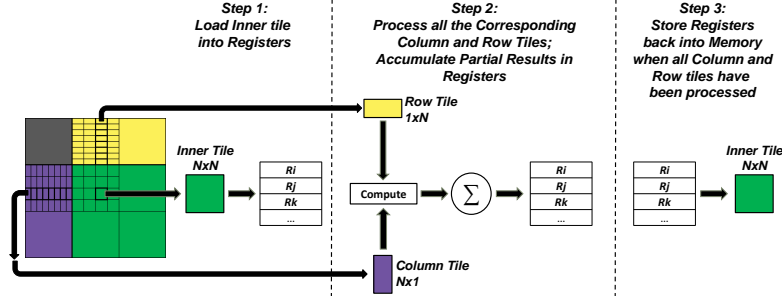 Step 1:
Load Inner tile
into Registers
Step 2:
Process all the Corresponding
Column and Row Tiles;
Accumulate Partial Results in
Registers
Step 3:
Store Registers
back into Memory
when all Column and
Row tiles have
been processed
Inner Tile
NxN
Ri
Rj
Rk
...
Row Tile
1xN
Compute
∑
Column Tile
Nx1
Ri
Rj
Rk
...
Ri
Rj
Rk
...
Inner Tile
NxN